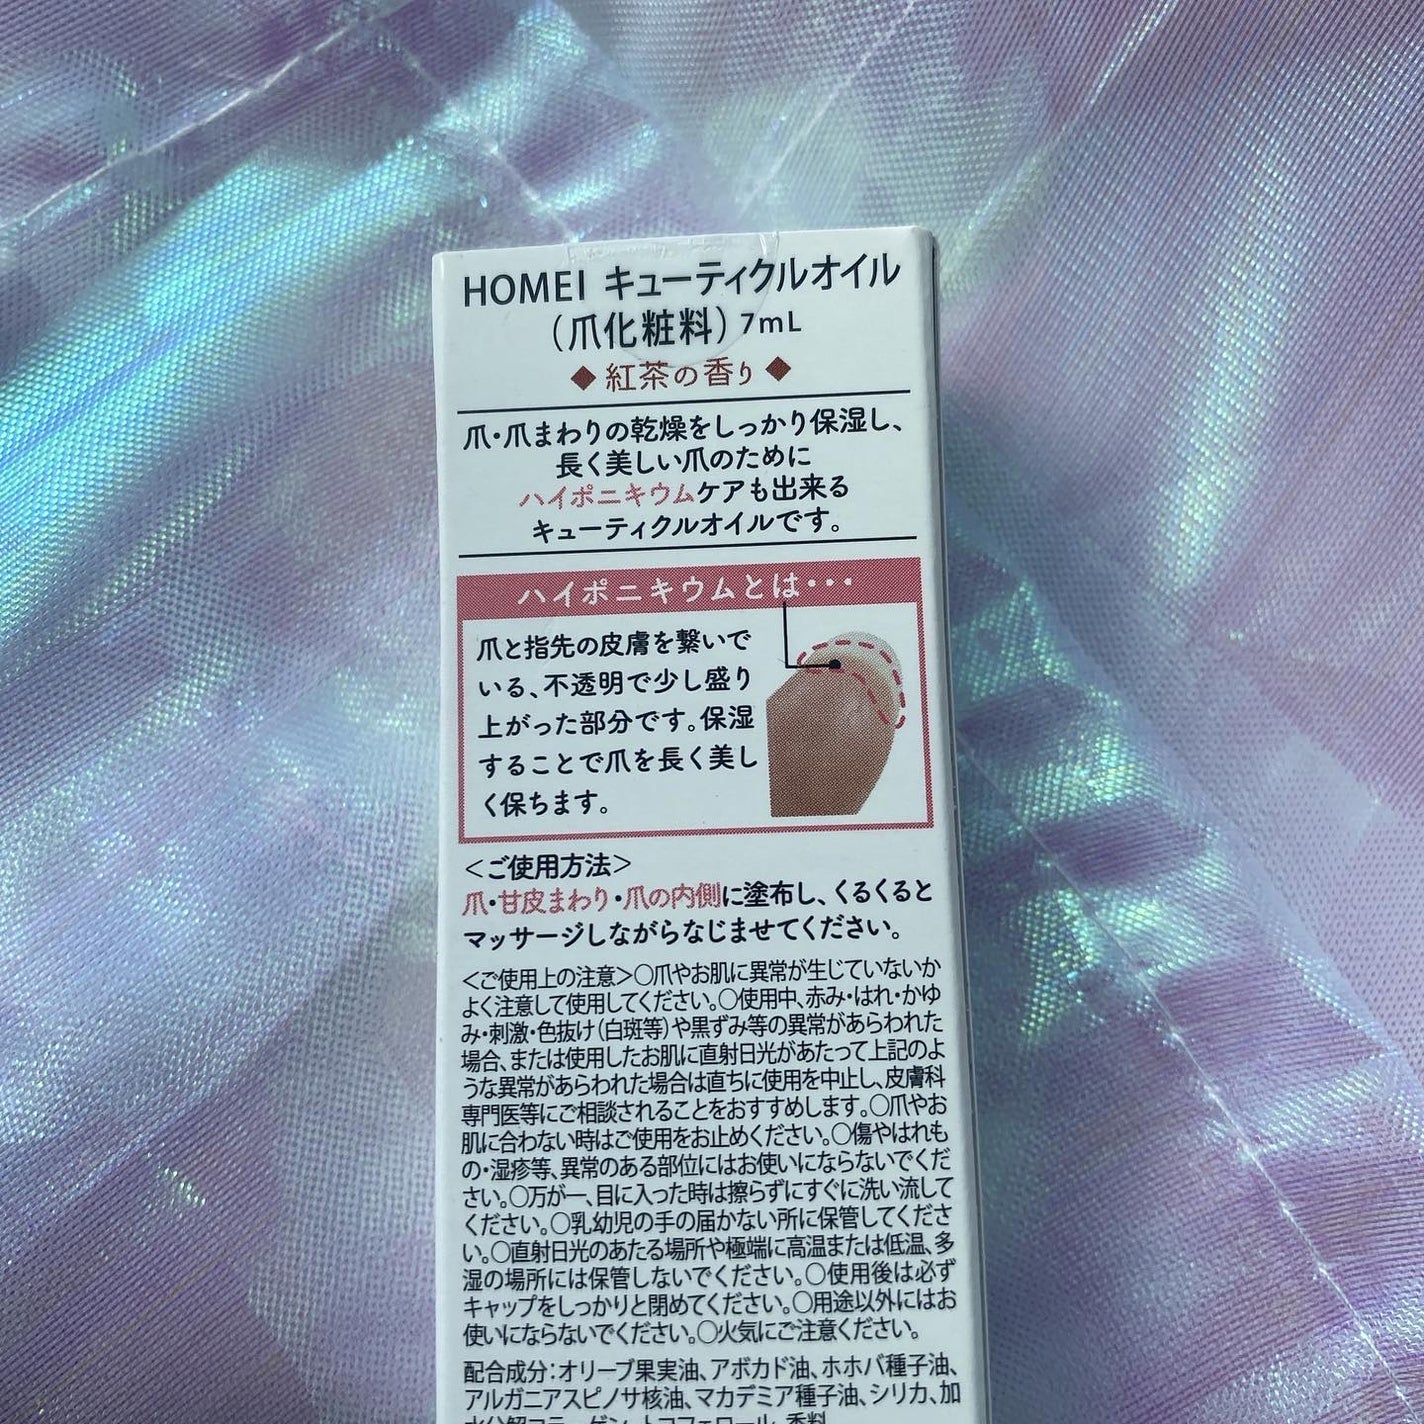 HOMEI キューティクルオイル
（爪化粧料）7mL
◆ 紅茶の香り ◆
爪・爪まわりの乾燥をしっかり保湿し、
長く美しい爪のために
ハイポニキウムケアも出来る
キューティクルオイルです。
ハイポニキウムとは・・・
爪と指先の皮膚を繋いで
いる、不透明で少し盛り
上がった部分です。保湿
することで爪を長く美し
く保ちます。
＜ご使用方法＞
爪・甘皮まわり・爪の内側に塗布し、くるくると
マッサージしながらなじませてください。
＜ご使用上の注意＞○爪やお肌に異常が生じていないか
よく注意して使用してください。○使用中、赤み・はれ・かゆ
み・刺激・色抜け（白斑等）や黒ずみ等の異常があらわれた
場合、または使用したお肌に直射日光があたって上記のよ
うな異常があらわれた場合は直ちに使用を中止し、皮膚科
専門医等にご相談されることをおすすめします。○爪やお
肌に合わない時はご使用をお止めください。○傷やはれも
の・湿疹等、異常のある部位にはお使いにならないでくだ
さい。○万が一、目に入った時は擦らずにすぐに洗い流して
ください。○乳幼児の手の届かない所に保管してくださ
い。○直射日光のあたる場所や極端に高温または低温、多
湿の場所には保管しないでください。○使用後は必ず
キャップをしっかりと閉めてください。○用途以外にはお
使いにならないでください。○火気にご注意ください。
配合成分：オリーブ果実油、アボカド油、ホホバ種子油、
アルガニアスピノサ核油、マカデミア種子油、シリカ、加
水分解コラーゲン、トコフェロール、香料